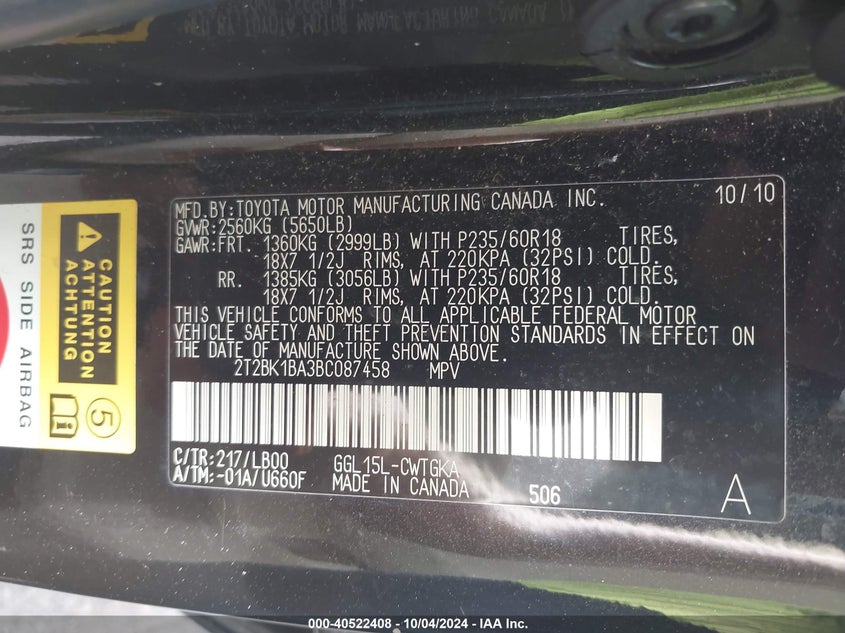 MFD.BY:TOYOTA MOTOR MANUFACTURING CANADA INC. 10/10
GVWR:2560KG (5650LB)
GAWR:FRT. 1360KG (2999LB) WITH P235/60R18 TIRES,
18X7 1/2J RIMS, AT 220KPA (32PSI) COLD.
RR. 1385KG (3056LB) WITH P235/60R18 TIRES,
18X7 1/2J RIMS, AT 220KPA (32PSI) COLD.
THIS VEHICLE CONFORMS TO ALL APPLICABLE FEDERAL MOTOR
VEHICLE SAFETY AND THEFT PREVENTION STANDARDS IN EFFECT ON
THE DATE OF MANUFACTURE SHOWN ABOVE.
2T2BK1BA3BC087458 MPV
C/TR:217/LB00 GGL15L-CWTGKA
A/TM:-01A/U660F MADE IN CANADA 506 A
SRS SIDE AIRBAG
CAUTION
ATTENTION
ACHTUNG
5
i
000-40522408 - 10/04/2024 - IAA Inc.